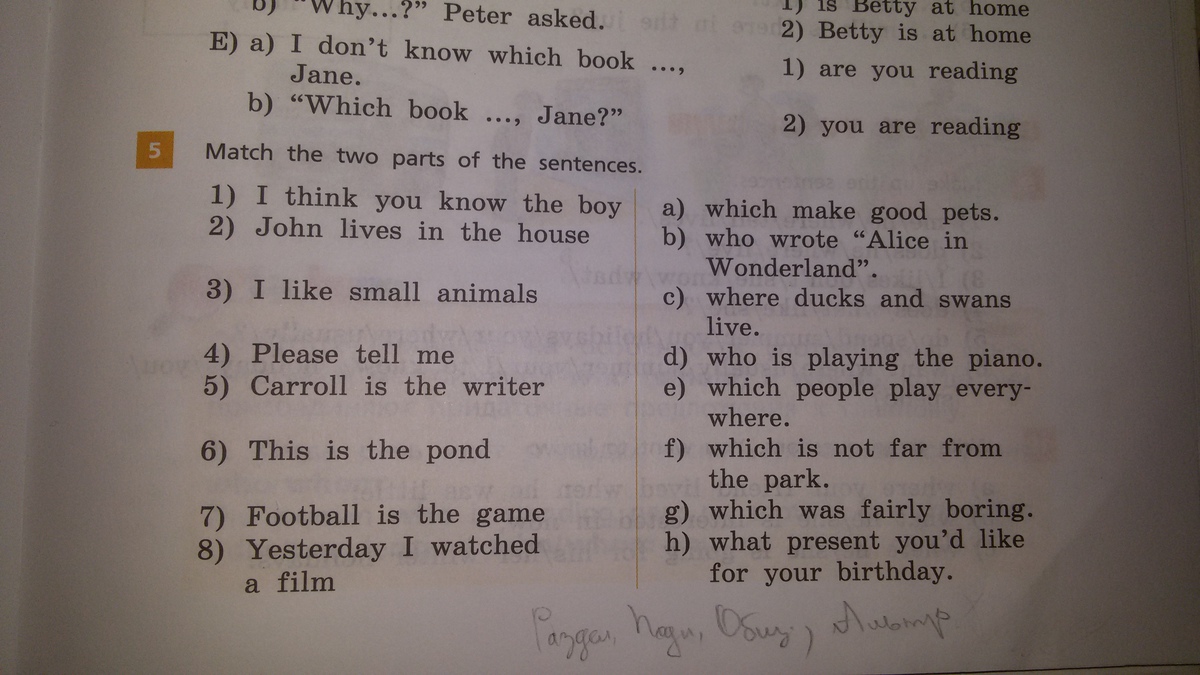 b) "Why...?" Peter asked.
1) is Betty at home
2) Betty is at home
E) a) I don't know which book ...,
Jane.
1) are you reading
b) "Which book ..., Jane?"
2) you are reading
5 Match the two parts of the sentences.
1) I think you know the boy
2) John lives in the house
3) I like small animals
4) Please tell me
5) Carroll is the writer
6) This is the pond
7) Football is the game
8) Yesterday I watched
a film
a) which make good pets.
b) who wrote "Alice in
Wonderland".
c) where ducks and swans
live.
d) who is playing the piano.
e) which people play every-
where.
f) which is not far from
the park.
g) which was fairly boring.
h) what present you'd like
for your birthday.